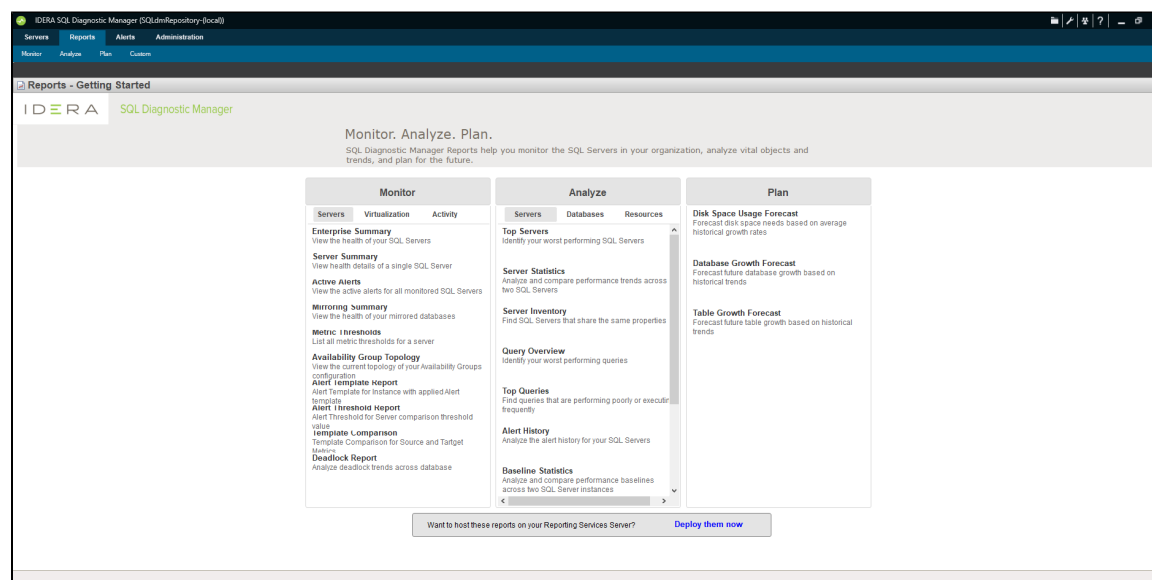 IDERA SQL Diagnostic Manager (SQLdmRepository-(local))
?
Servers Reports Alerts Administration
Monitor Analyze Plan Custom
Reports - Getting Started
IDERA SQL Diagnostic Manager
Monitor. Analyze. Plan.
SQL Diagnostic Manager Reports help you monitor the SQL Servers in your organization, analyze vital objects and
trends, and plan for the future.
Monitor
Servers Virtualization Activity
Enterprise Summary
View the health of your SQL Servers
Server Summary
View health details of a single SQL Server
Active Alerts
View the active alerts for all monitored SQL Servers
Mirroring Summary
View the health of your mirrored databases
Metric Thresholds
List all metric thresholds for a server
Availability Group Topology
View the current topology of your Availability Groups
configuration
Alert Template Report
Alert Template for Instance with applied Alert
template
Alert Threshold Report
Alert Threshold for Server comparison threshold
value
Template Comparison
Template Comparison for Source and Tartget
Metrics
Deadlock Report
Analyze deadlock trends across database
Analyze
Servers Databases Resources
Top Servers
Identify your worst performing SQL Servers
Server Statistics
Analyze and compare performance trends across
two SQL Servers
Server Inventory
Find SQL Servers that share the same properties
Query Overview
Identify your worst performing queries
Top Queries
Find queries that are performing poorly or executin
frequently
Alert History
Analyze the alert history for your SQL Servers
Baseline Statistics
Analyze and compare performance baselines
across two SQL Server instances
Plan
Disk Space Usage Forecast
Forecast disk space needs based on average
historical growth rates
Database Growth Forecast
Forecast future database growth based on
historical trends
Table Growth Forecast
Forecast future table growth based on historical
trends
Want to host these reports on your Reporting Services Server? Deploy them now